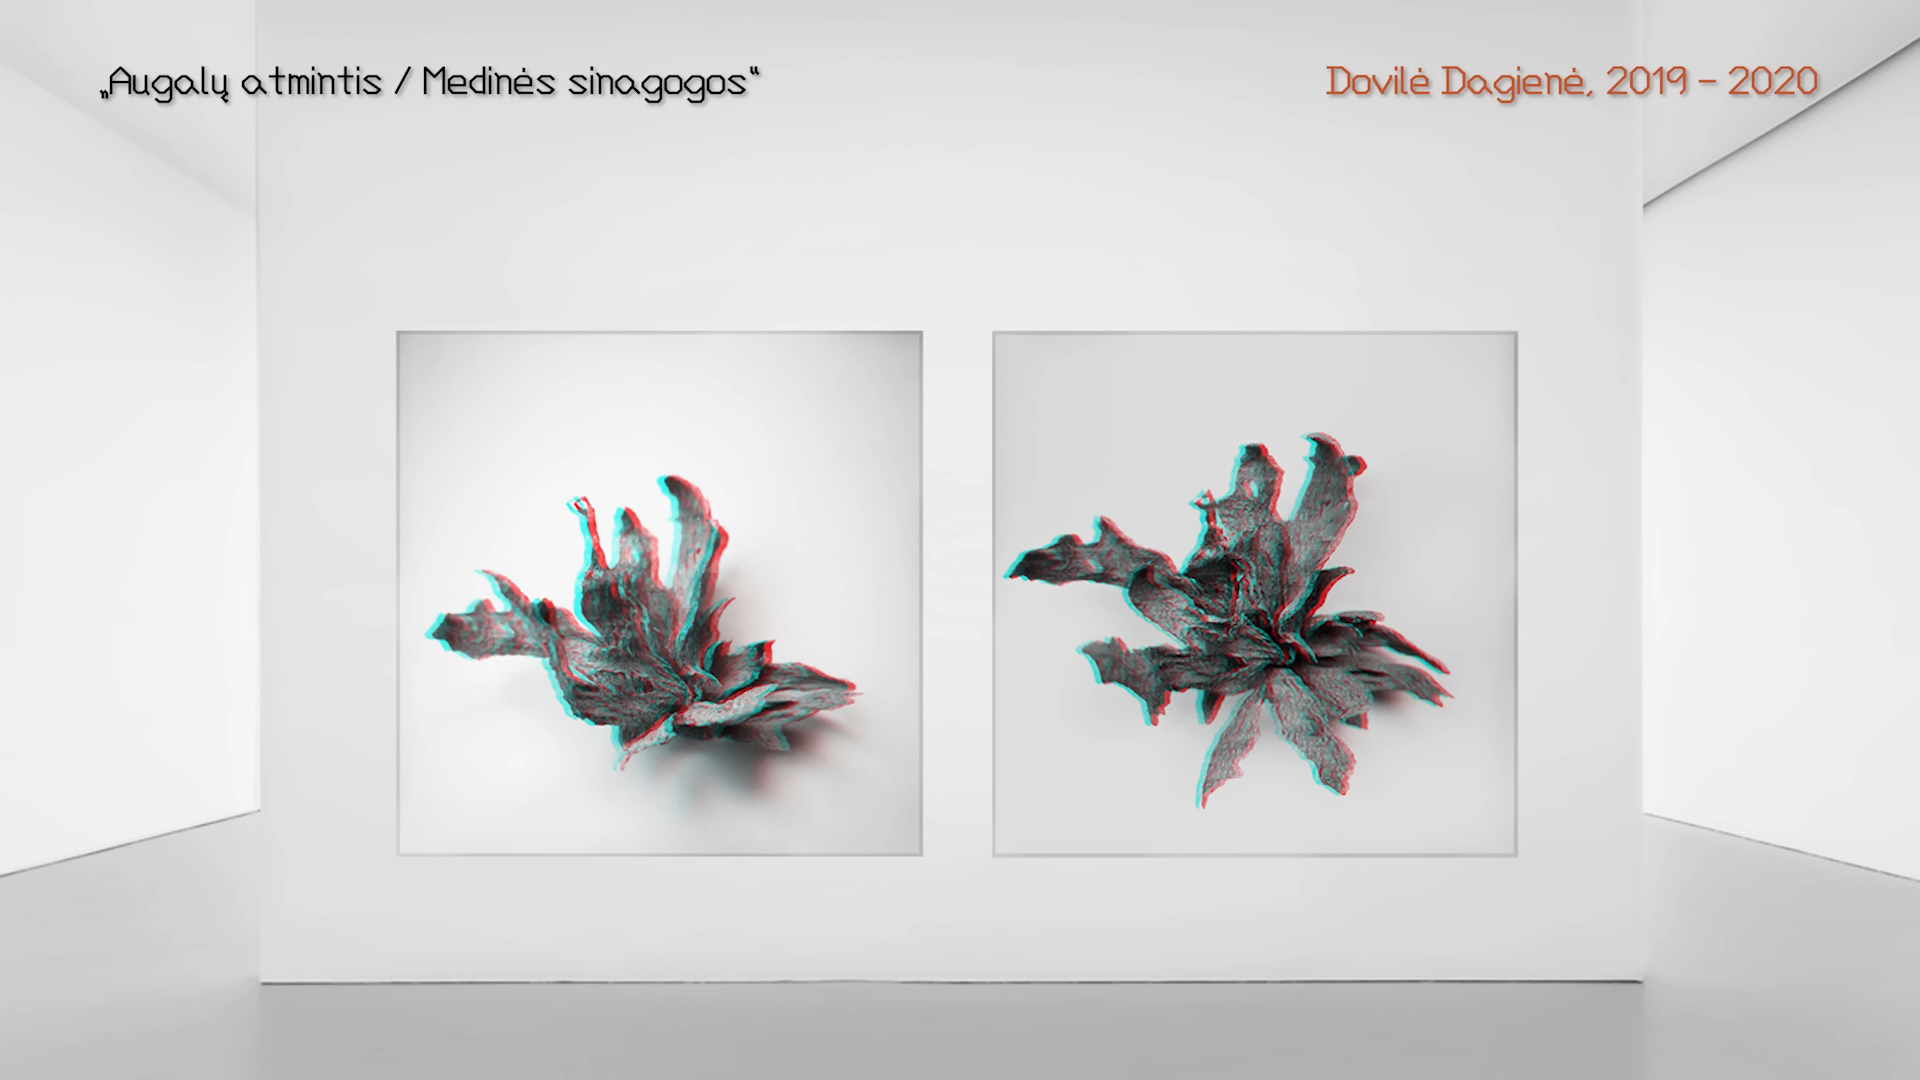 „Augalų atmintis / Medinės sinagogos“
Dovilė Dagienė, 2019 – 2020